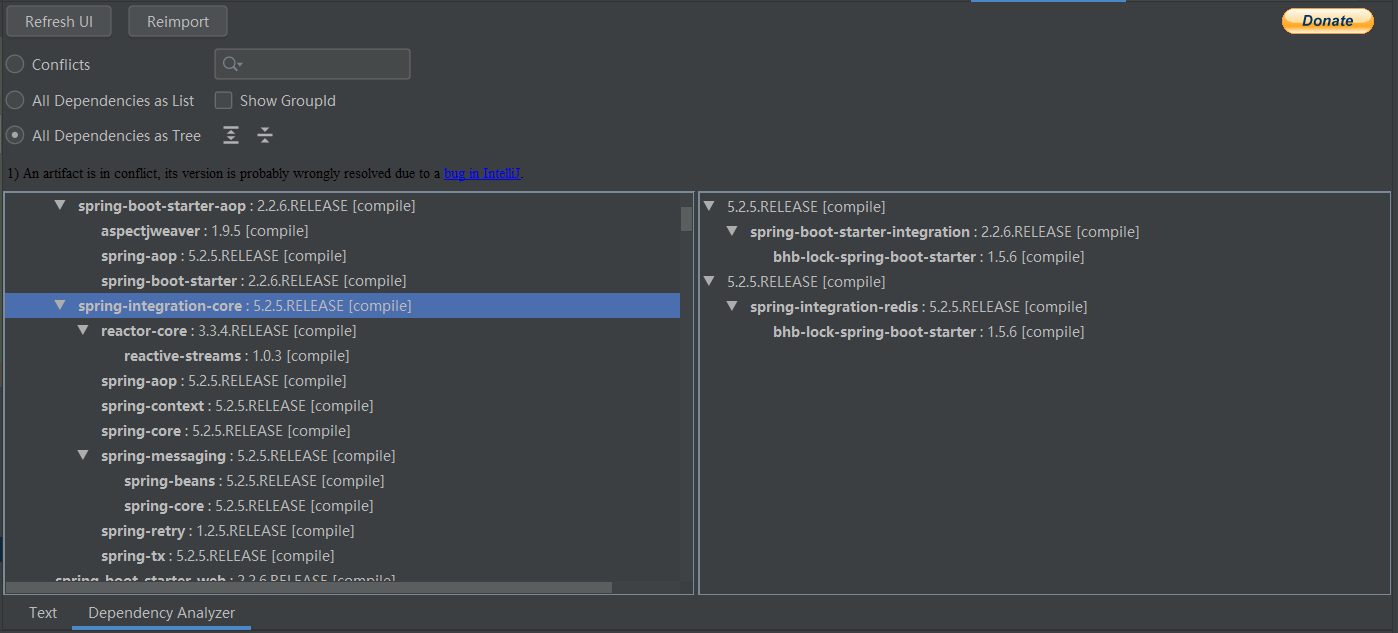 Refresh UI Reimport Donate
Conflicts
All Dependencies as List Show GroupId
All Dependencies as Tree
1) An artifact is in conflict, its version is probably wrongly resolved due to a bug in IntelliJ.
spring-boot-starter-aop : 2.2.6.RELEASE [compile]
aspectjweaver : 1.9.5 [compile]
spring-aop : 5.2.5.RELEASE [compile]
spring-boot-starter : 2.2.6.RELEASE [compile]
spring-integration-core : 5.2.5.RELEASE [compile]
reactor-core : 3.3.4.RELEASE [compile]
reactive-streams : 1.0.3 [compile]
spring-aop : 5.2.5.RELEASE [compile]
spring-context : 5.2.5.RELEASE [compile]
spring-core : 5.2.5.RELEASE [compile]
spring-messaging : 5.2.5.RELEASE [compile]
spring-beans : 5.2.5.RELEASE [compile]
spring-core : 5.2.5.RELEASE [compile]
spring-retry : 1.2.5.RELEASE [compile]
spring-tx : 5.2.5.RELEASE [compile]
spring-boot-starter-web : 2.2.6.RELEASE [compile]
5.2.5.RELEASE [compile]
spring-boot-starter-integration : 2.2.6.RELEASE [compile]
bhb-lock-spring-boot-starter : 1.5.6 [compile]
5.2.5.RELEASE [compile]
spring-integration-redis : 5.2.5.RELEASE [compile]
bhb-lock-spring-boot-starter : 1.5.6 [compile]
Text Dependency Analyzer